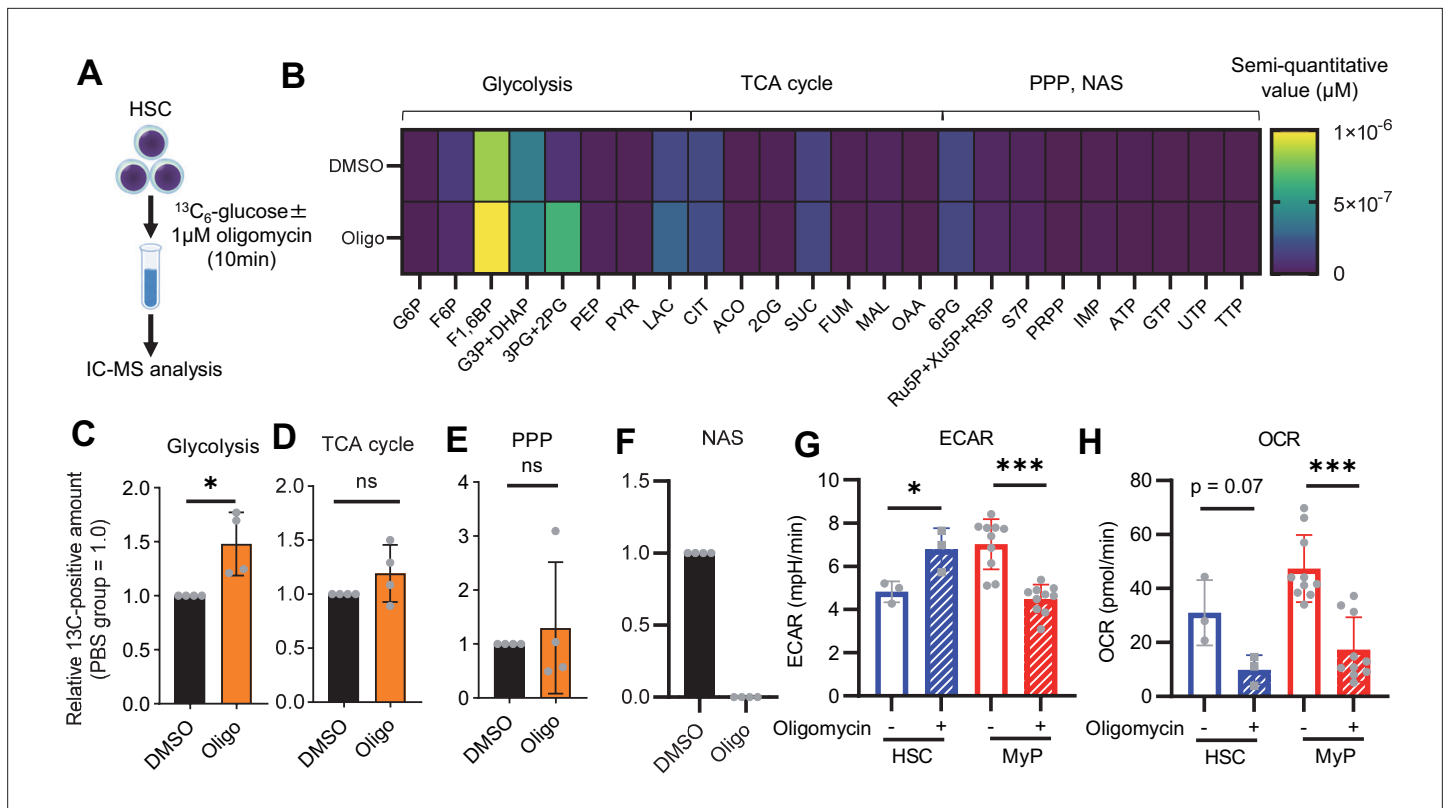 A
HSC
¹³C₆-glucose±
1µM oligomycin
(10min)
IC-MS analysis
B
Glycolysis
TCA cycle
PPP, NAS
Semi-quantitative
value (µM)
DMSO
Oligo
1×10⁻⁶
5×10⁻⁷
0
G6P
F6P
F1,6BP
G3P+DHAP
3PG+2PG
PEP
PYR
LAC
CIT
ACO
2OG
SUC
FUM
MAL
OAA
6PG
Ru5P+Xu5P+R5P
S7P
PRPP
IMP
ATP
GTP
UTP
TTP
C
Glycolysis
*
Relative 13C-positive amount
(PBS group = 1.0)
2.0
1.5
1.0
0.5
0.0
DMSO
Oligo
D
TCA cycle
ns
2.0
1.5
1.0
0.5
0.0
DMSO
Oligo
E
PPP
ns
4
3
2
1
0
DMSO
Oligo
F
NAS
1.0
0.5
0.0
DMSO
Oligo
G
ECAR
*
***
ECAR (mpH/min)
10
8
6
4
2
0
Oligomycin - + - +
HSC MyP
H
OCR
p = 0.07
***
OCR (pmol/min)
80
60
40
20
0
Oligomycin - + - +
HSC MyP